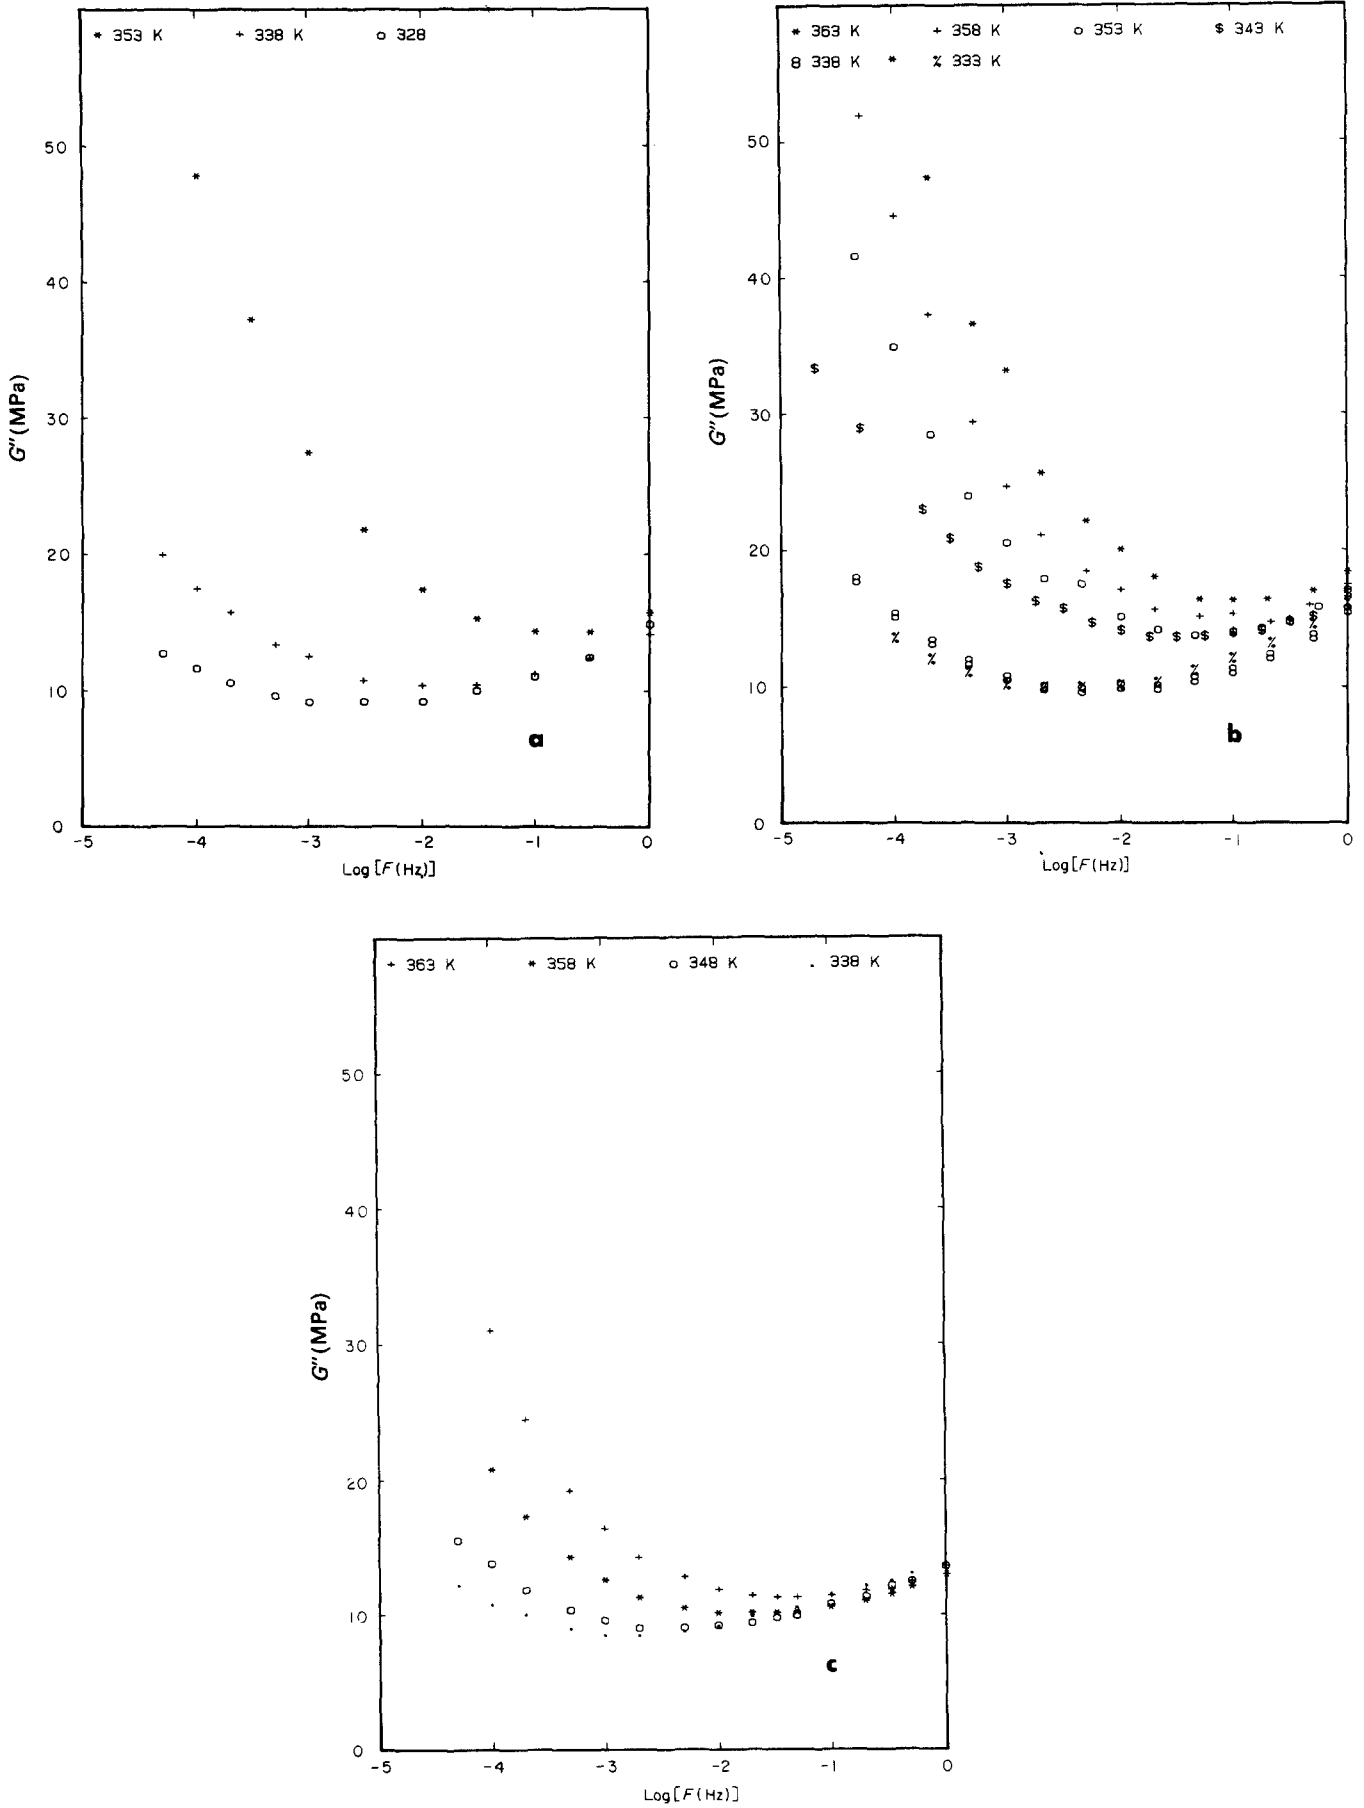 * 353 K + 338 K o 328
50
40
30
20
10
0
G″(MPa)
-5 -4 -3 -2 -1 0
Log [F(Hz)]
a
* 363 K + 358 K o 353 K $ 343 K
8 338 K * % 333 K
50
40
30
20
10
0
G″(MPa)
-5 -4 -3 -2 -1 0
Log [F(Hz)]
b
+ 363 K * 358 K o 348 K . 338 K
50
40
30
20
10
0
G″(MPa)
-5 -4 -3 -2 -1 0
Log [F(Hz)]
c